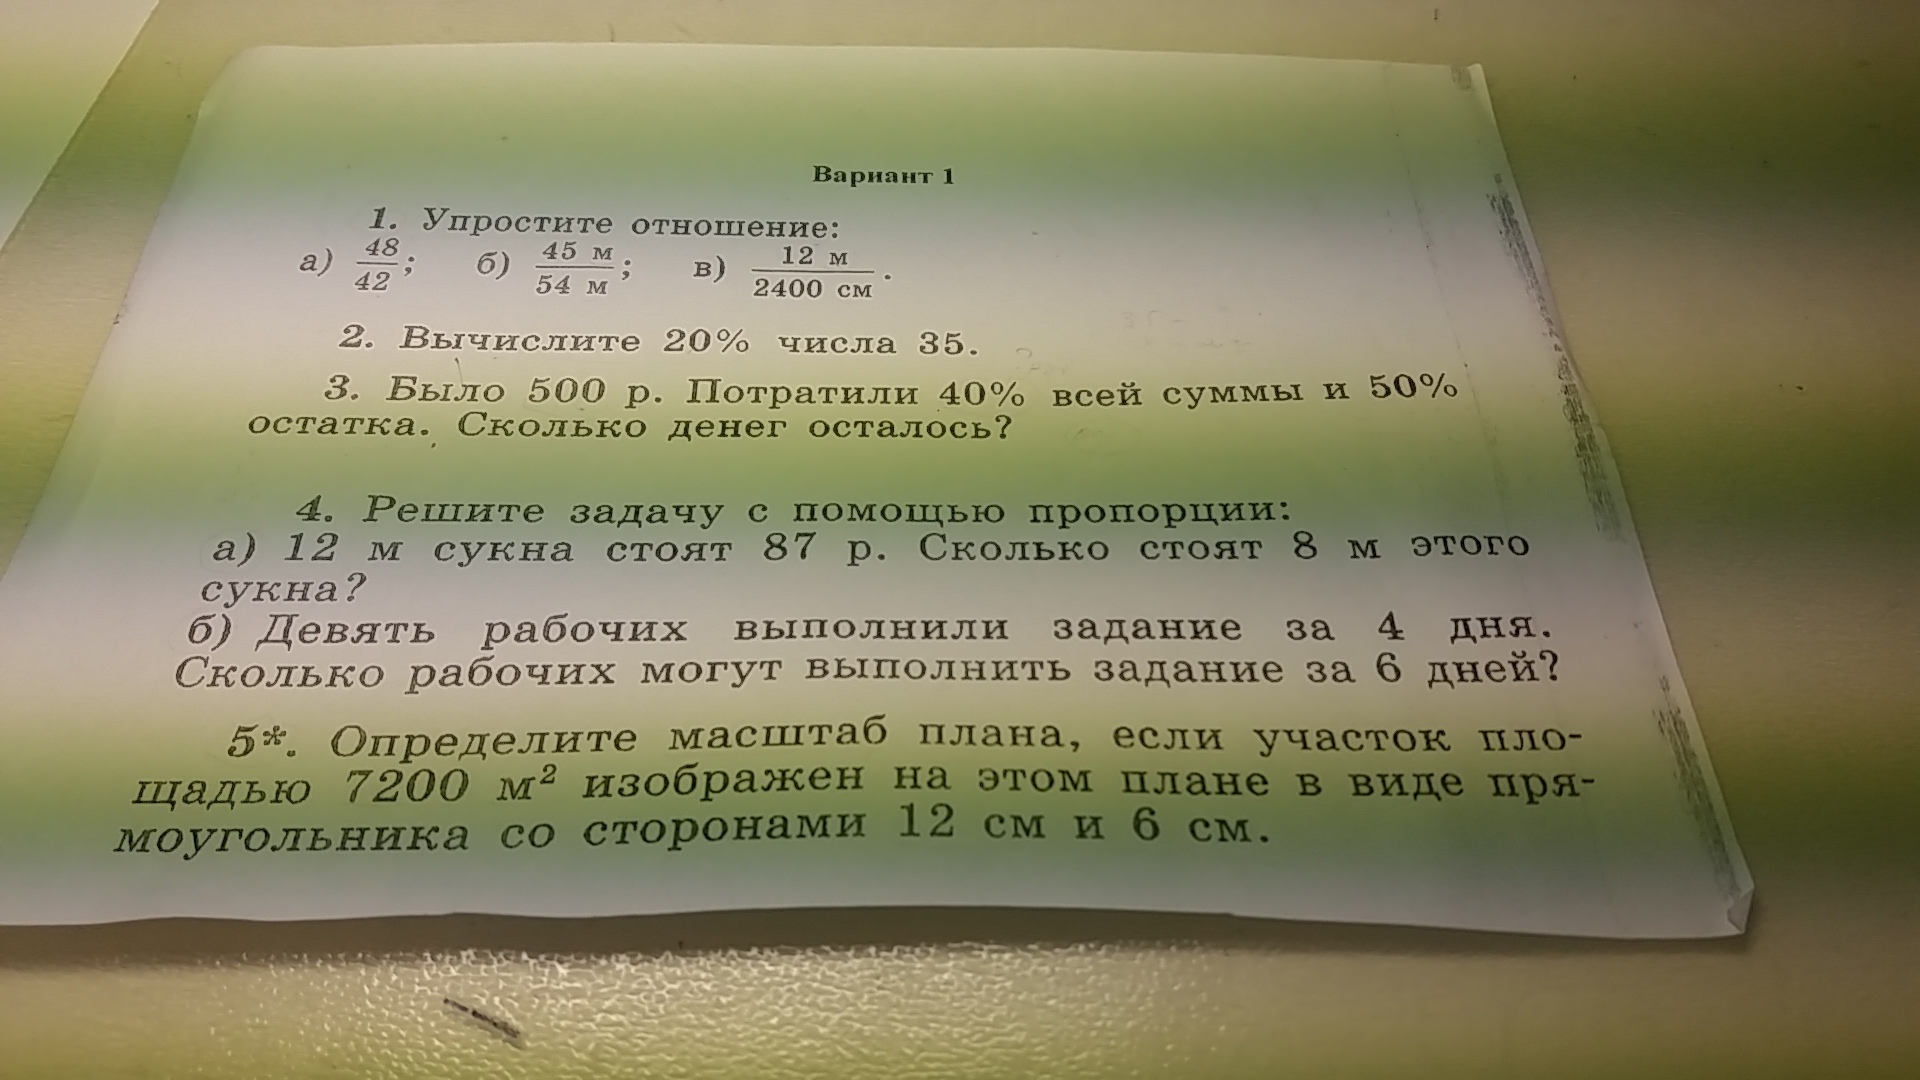 Вариант 1
1. Упростите отношение:
а) 48/42; б) 45 м/54 м; в) 12 м/2400 см.
2. Вычислите 20% числа 35.
3. Было 500 р. Потратили 40% всей суммы и 50%
остатка. Сколько денег осталось?
4. Решите задачу с помощью пропорции:
а) 12 м сукна стоят 87 р. Сколько стоят 8 м этого
сукна?
б) Девять рабочих выполнили задание за 4 дня.
Сколько рабочих могут выполнить задание за 6 дней?
5*. Определите масштаб плана, если участок пло-
щадью 7200 м² изображен на этом плане в виде пря-
моугольника со сторонами 12 см и 6 см.